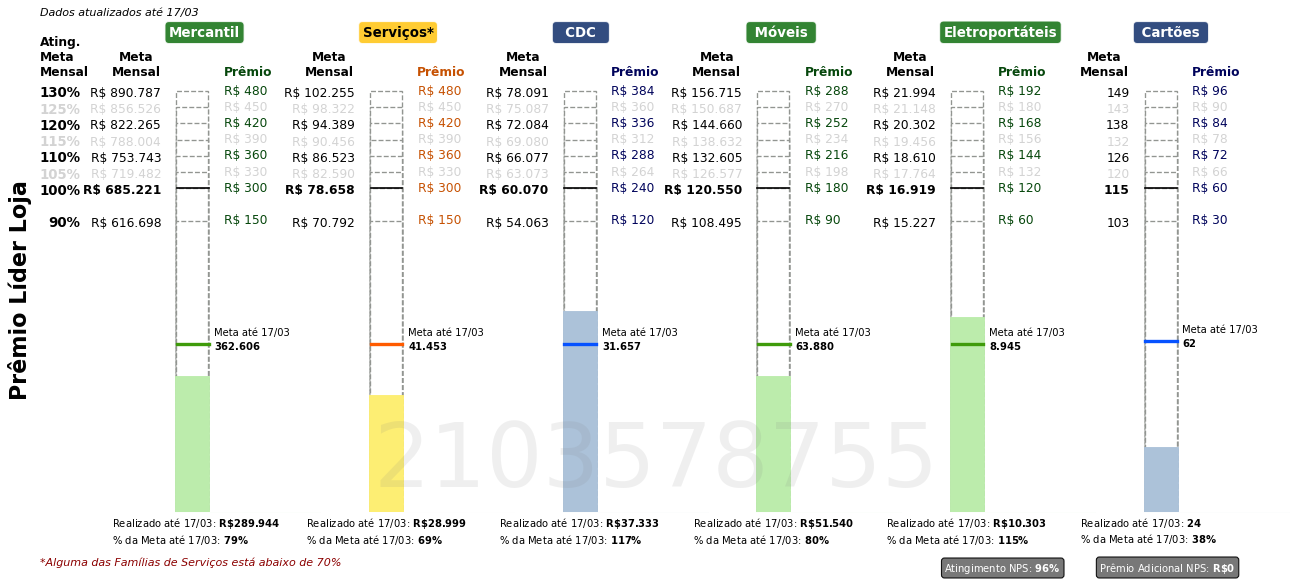 Dados atualizados até 17/03
Mercantil Serviços* CDC Móveis Eletroportáteis Cartões
Ating. Meta Mensal
Meta Mensal Prêmio Meta Mensal Prêmio Meta Mensal Prêmio Meta Mensal Prêmio Meta Mensal Prêmio Meta Mensal Prêmio
130% R$ 890.787 R$ 480 R$ 102.255 R$ 480 R$ 78.091 R$ 384 R$ 156.715 R$ 288 R$ 21.994 R$ 192 149 R$ 96
125% R$ 856.526 R$ 450 R$ 98.322 R$ 450 R$ 75.087 R$ 360 R$ 150.687 R$ 270 R$ 21.148 R$ 180 143 R$ 90
120% R$ 822.265 R$ 420 R$ 94.389 R$ 420 R$ 72.084 R$ 336 R$ 144.660 R$ 252 R$ 20.302 R$ 168 138 R$ 84
115% R$ 788.004 R$ 390 R$ 90.456 R$ 390 R$ 69.080 R$ 312 R$ 138.632 R$ 234 R$ 19.456 R$ 156 132 R$ 78
110% R$ 753.743 R$ 360 R$ 86.523 R$ 360 R$ 66.077 R$ 288 R$ 132.605 R$ 216 R$ 18.610 R$ 144 126 R$ 72
105% R$ 719.482 R$ 330 R$ 82.590 R$ 330 R$ 63.073 R$ 264 R$ 126.577 R$ 198 R$ 17.764 R$ 132 120 R$ 66
100% R$ 685.221 R$ 300 R$ 78.658 R$ 300 R$ 60.070 R$ 240 R$ 120.550 R$ 180 R$ 16.919 R$ 120 115 R$ 60
90% R$ 616.698 R$ 150 R$ 70.792 R$ 150 R$ 54.063 R$ 120 R$ 108.495 R$ 90 R$ 15.227 R$ 60 103 R$ 30
Prêmio Líder Loja
Meta até 17/03 Meta até 17/03 Meta até 17/03 Meta até 17/03 Meta até 17/03 Meta até 17/03
362.606 41.453 31.657 63.880 8.945 62
2103578755
Realizado até 17/03: R$289.944 Realizado até 17/03: R$28.999 Realizado até 17/03: R$37.333 Realizado até 17/03: R$51.540 Realizado até 17/03: R$10.303 Realizado até 17/03: 24
% da Meta até 17/03: 79% % da Meta até 17/03: 69% % da Meta até 17/03: 117% % da Meta até 17/03: 80% % da Meta até 17/03: 115% % da Meta até 17/03: 38%
*Alguma das Famílias de Serviços está abaixo de 70%
Atingimento NPS: 96% Prêmio Adicional NPS: R$0